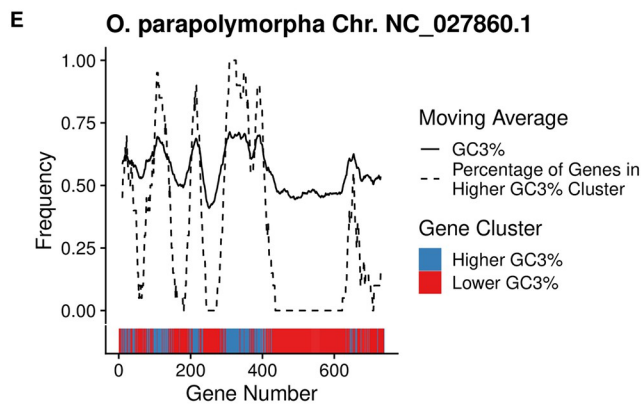 E
O. parapolymorpha Chr. NC_027860.1
1.00
0.75
0.50
0.25
0.00
Frequency
0 200 400 600
Gene Number
Moving Average
GC3%
Percentage of Genes in
Higher GC3% Cluster
Gene Cluster
Higher GC3%
Lower GC3%